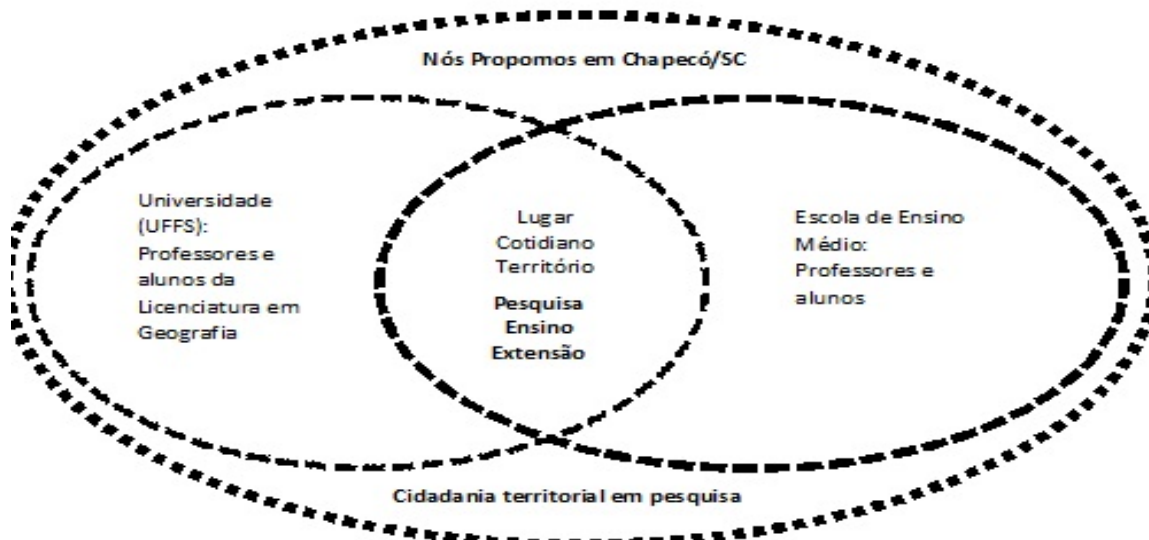 Nós Propomos em Chapecó/SC
Universidade
(UFFS):
Professores e
alunos da
Licenciatura em
Geografia
Lugar
Cotidiano
Território
Pesquisa
Ensino
Extensão
Escola de Ensino
Médio:
Professores e
alunos
Cidadania territorial em pesquisa